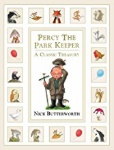 PERCY THE
PARK KEEPER
A CLASSIC TREASURY
NICK BUTTERWORTH